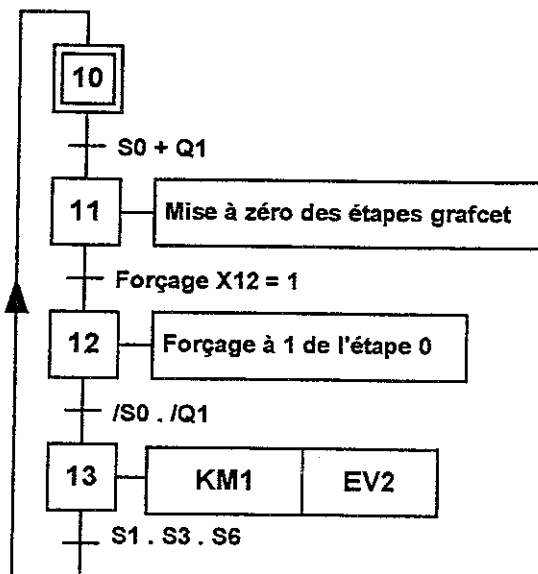 10
S0 + Q1
11 Mise à zéro des étapes grafcet
Forçage X12 = 1
12 Forçage à 1 de l'étape 0
/S0 . /Q1
13 KM1 EV2
S1 . S3 . S6